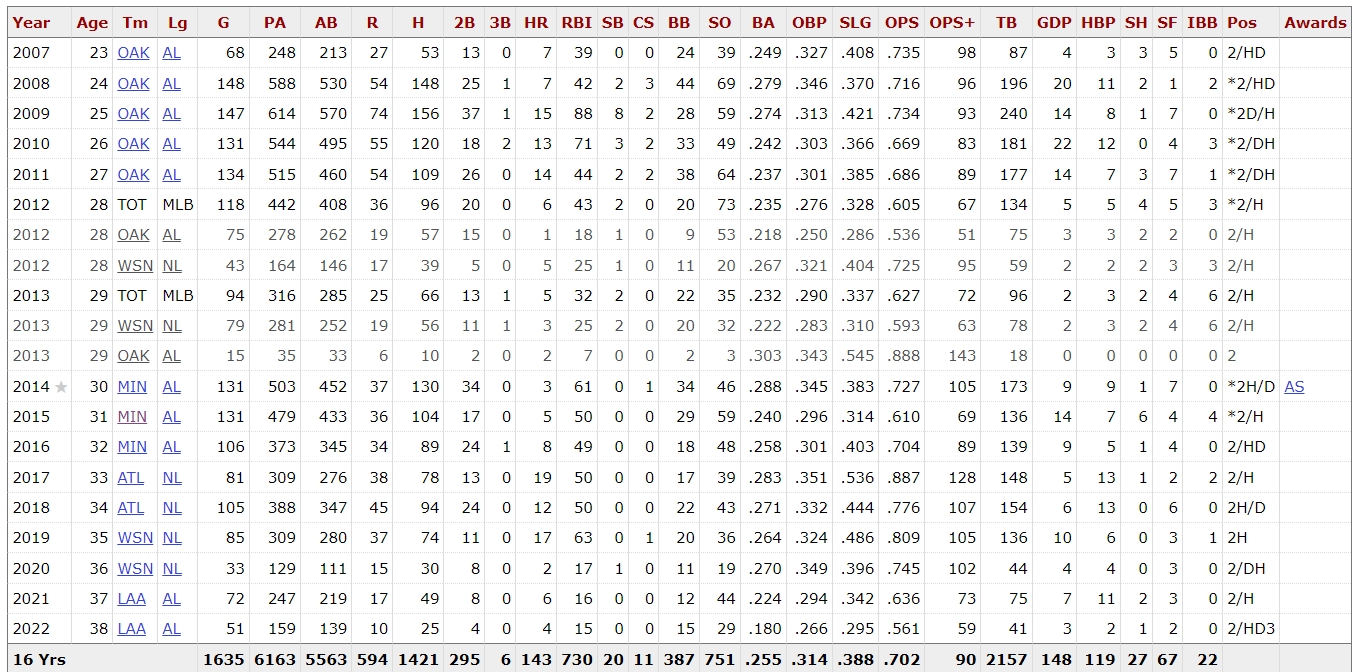 Year Age Tm Lg G PA AB R H 2B 3B HR RBI SB CS BB SO BA OBP SLG OPS OPS+ TB GDP HBP SH SF IBB Pos Awards
2007 23 OAK AL 68 248 213 27 53 13 0 7 39 0 0 24 39 .249 .327 .408 .735 98 87 4 3 3 5 0 2/HD
2008 24 OAK AL 148 588 530 54 148 25 1 7 42 2 3 44 69 .279 .346 .370 .716 96 196 20 11 2 1 2 *2/HD
2009 25 OAK AL 147 614 570 74 156 37 1 15 88 8 2 28 59 .274 .313 .421 .734 93 240 14 8 1 7 0 *2D/H
2010 26 OAK AL 131 544 495 55 120 18 2 13 71 3 2 33 49 .242 .303 .366 .669 83 181 22 12 0 4 3 *2/DH
2011 27 OAK AL 134 515 460 54 109 26 0 14 44 2 2 38 64 .237 .301 .385 .686 89 177 14 7 3 7 1 *2/DH
2012 28 TOT MLB 118 442 408 36 96 20 0 6 43 2 0 20 73 .235 .276 .328 .605 67 134 5 5 4 5 3 *2/H
2012 28 OAK AL 75 278 262 19 57 15 0 1 18 1 0 9 53 .218 .250 .286 .536 51 75 3 3 2 2 0 2/H
2012 28 WSN NL 43 164 146 17 39 5 0 5 25 1 0 11 20 .267 .321 .404 .725 95 59 2 2 2 3 3 2/H
2013 29 TOT MLB 94 316 285 25 66 13 1 5 32 2 0 22 35 .232 .290 .337 .627 72 96 2 3 2 4 6 2/H
2013 29 WSN NL 79 281 252 19 56 11 1 3 25 2 0 20 32 .222 .283 .310 .593 63 78 2 3 2 4 6 2/H
2013 29 OAK AL 15 35 33 6 10 2 0 2 7 0 0 2 3 .303 .343 .545 .888 143 18 0 0 0 0 0 2
2014 ★ 30 MIN AL 131 503 452 37 130 34 0 3 61 0 1 34 46 .288 .345 .383 .727 105 173 9 9 1 7 0 *2H/D AS
2015 31 MIN AL 131 479 433 36 104 17 0 5 50 0 0 29 59 .240 .296 .314 .610 69 136 14 7 6 4 4 *2/H
2016 32 MIN AL 106 373 345 34 89 24 1 8 49 0 0 18 48 .258 .301 .403 .704 89 139 9 5 1 4 0 2/HD
2017 33 ATL NL 81 309 276 38 78 13 0 19 50 0 0 17 39 .283 .351 .536 .887 128 148 5 13 1 2 2 2/H
2018 34 ATL NL 105 388 347 45 94 24 0 12 50 0 0 22 43 .271 .332 .444 .776 107 154 6 13 0 6 0 2H/D
2019 35 WSN NL 85 309 280 37 74 11 0 17 63 0 1 20 36 .264 .324 .486 .809 105 136 10 6 0 3 1 2H
2020 36 WSN NL 33 129 111 15 30 8 0 2 17 1 0 11 19 .270 .349 .396 .745 102 44 4 4 0 3 0 2/DH
2021 37 LAA AL 72 247 219 17 49 8 0 6 16 0 0 12 44 .224 .294 .342 .636 73 75 7 11 2 3 0 2/H
2022 38 LAA AL 51 159 139 10 25 4 0 4 15 0 0 15 29 .180 .266 .295 .561 59 41 3 2 1 2 0 2/HD3
16 Yrs 1635 6163 5563 594 1421 295 6 143 730 20 11 387 751 .255 .314 .388 .702 90 2157 148 119 27 67 22